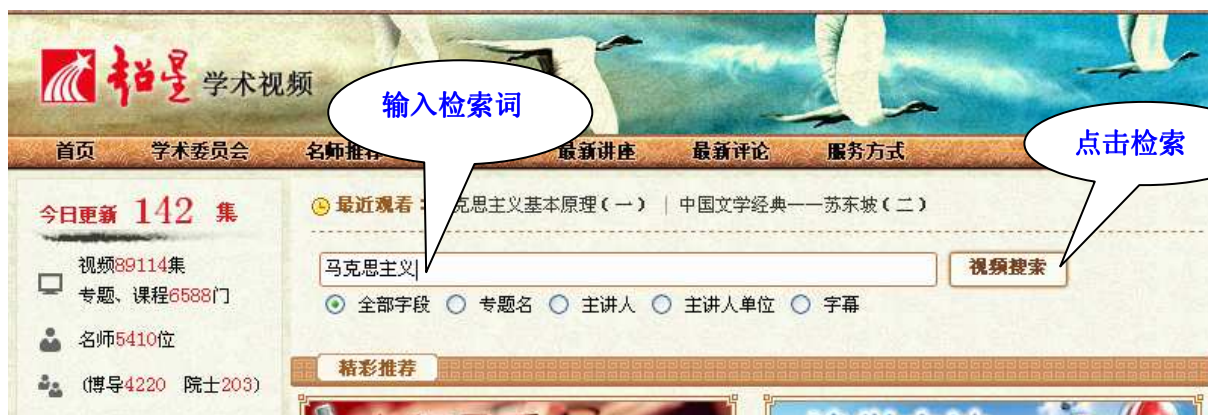 超星 学术视频
输入检索词
点击检索
首页 学术委员会 名师推荐 最新讲座 最新评论 服务方式
今日更新 142 集
最近观看： 克思主义基本原理(一) | 中国文学经典——苏东坡(二)
视频89114集
专题、课程6588门
马克思主义
视频搜索
全部字段 专题名 主讲人 主讲人单位 字幕
名师5410位
(博导4220 院士203)
精彩推荐